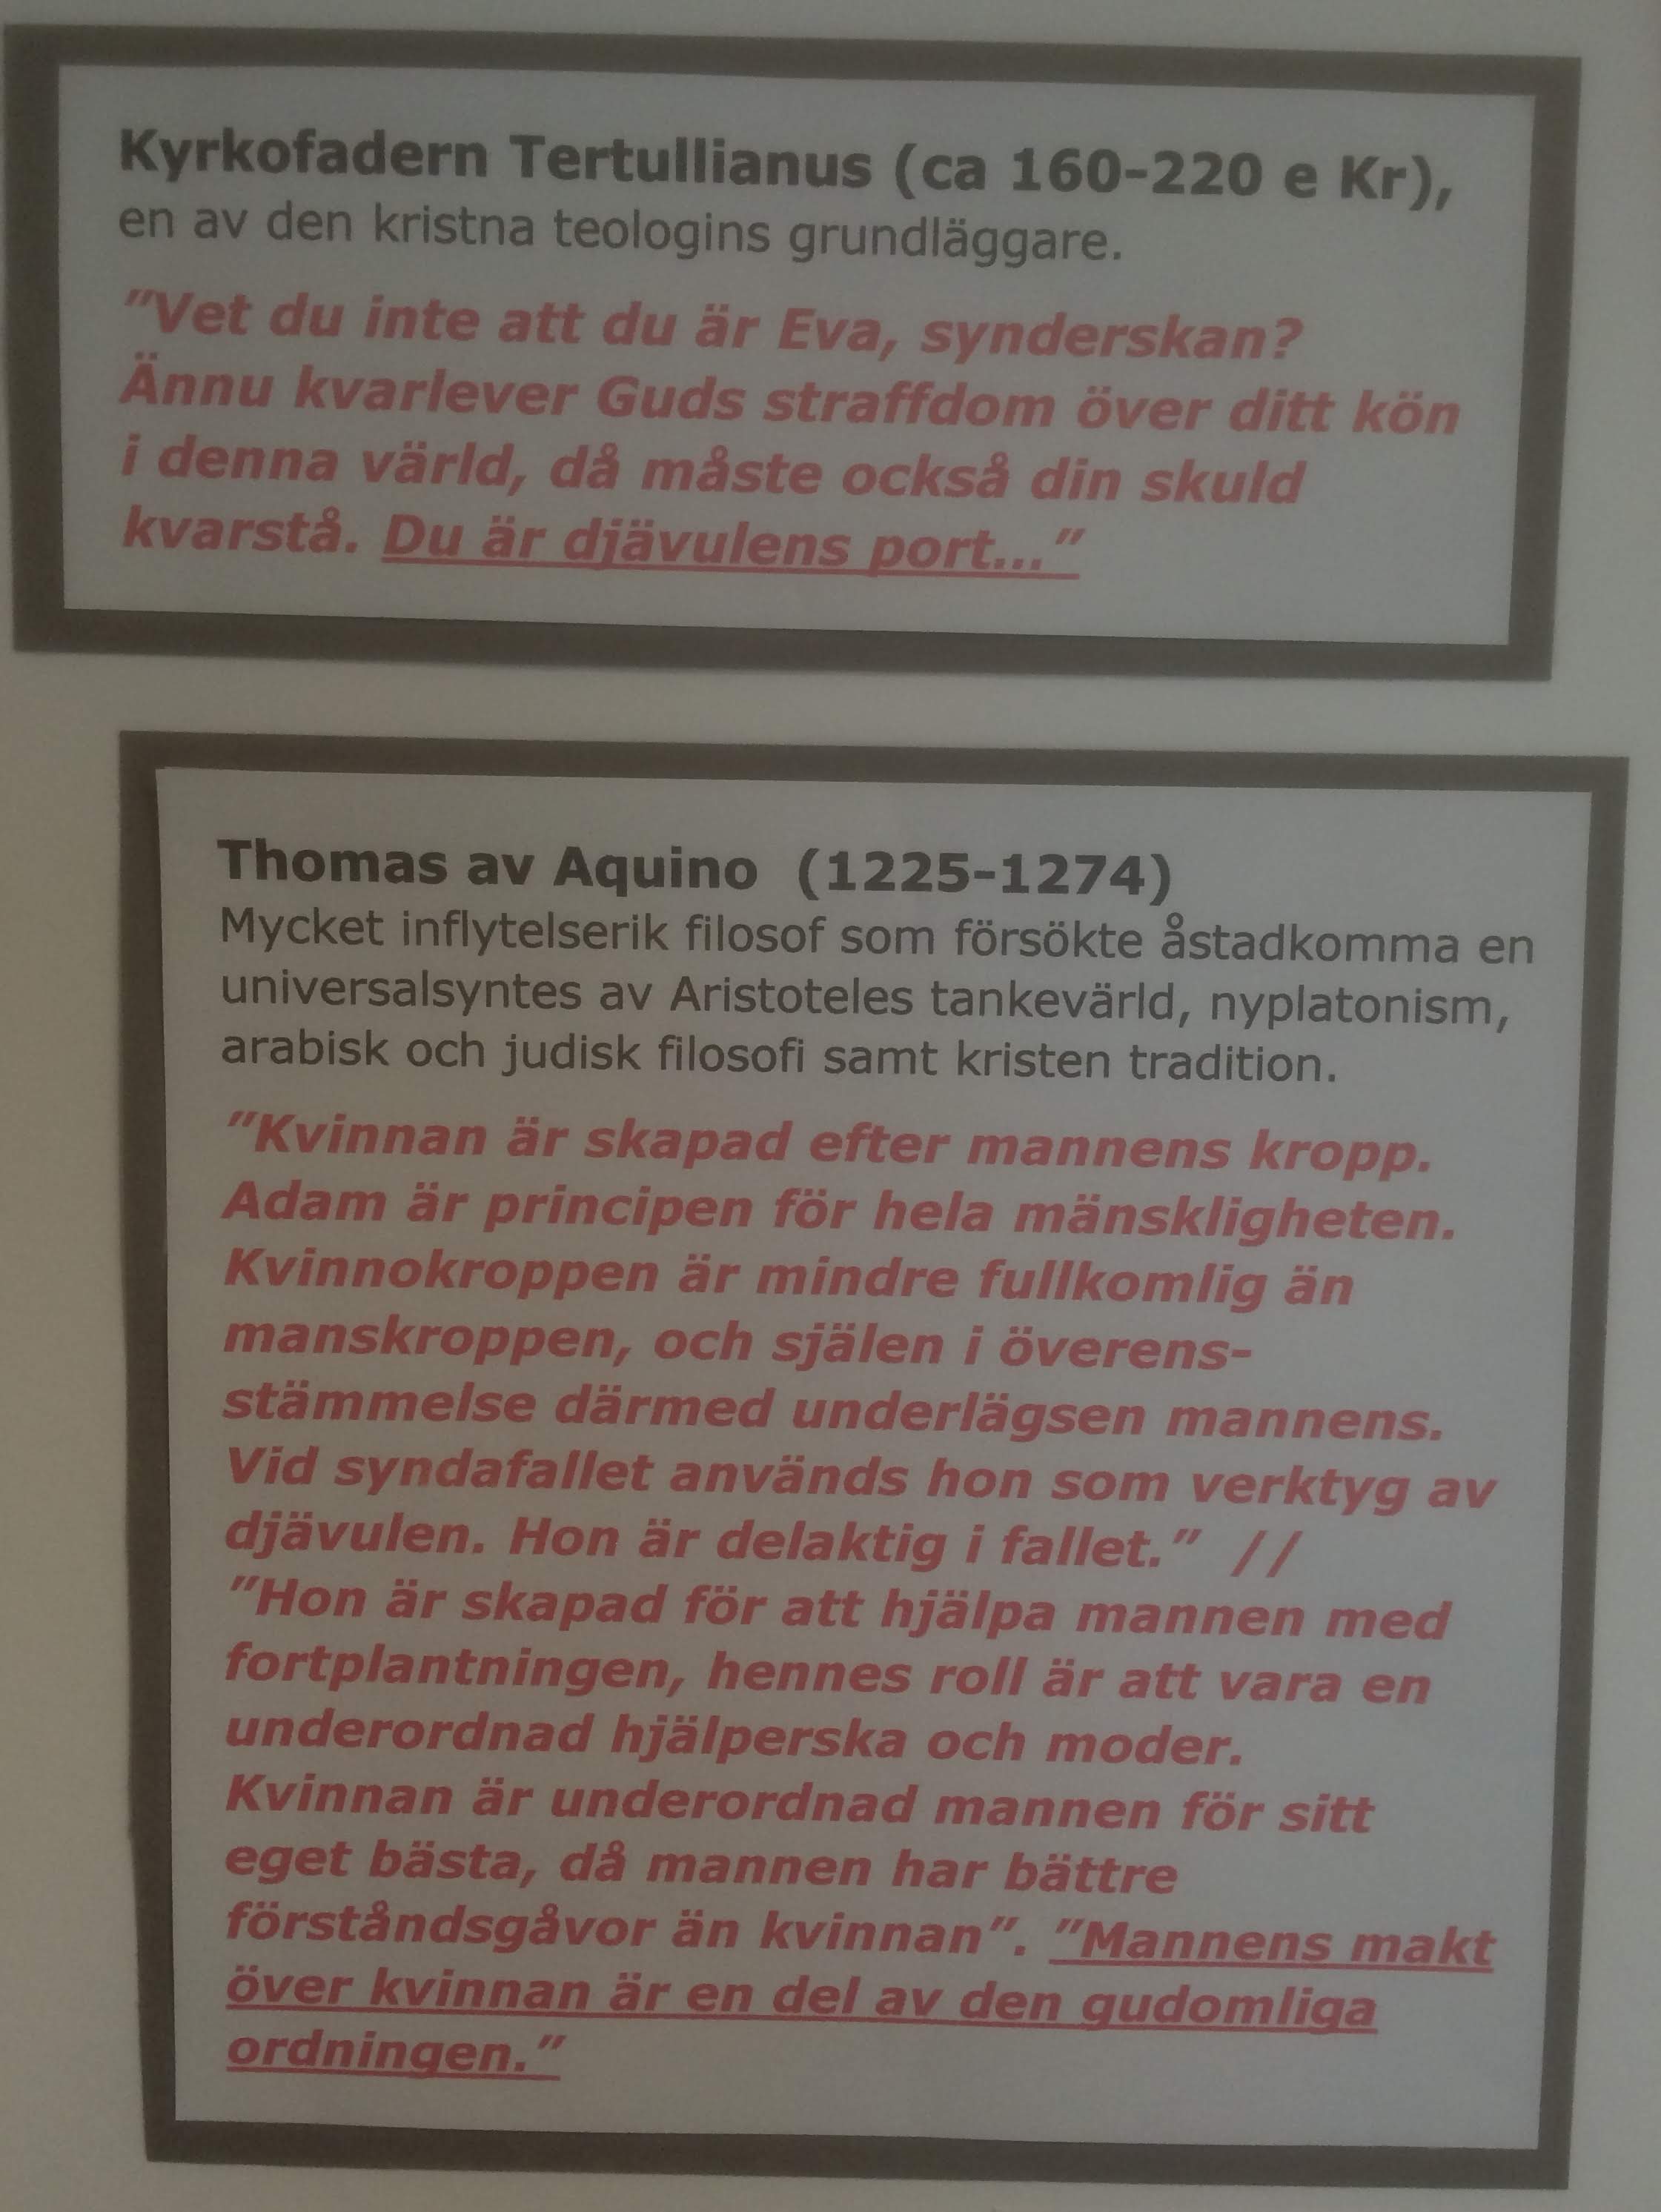 Kyrkofadern Tertullianus (ca 160-220 e Kr),
en av den kristna teologins grundläggare.
”Vet du inte att du är Eva, synderskan?
Ännu kvarlever Guds straffdom över ditt kön
i denna värld, då måste också din skuld
kvarstå. Du är djävulens port...”
Thomas av Aquino (1225-1274)
Mycket inflytelserik filosof som försökte åstadkomma en
universalsyntes av Aristoteles tankevärld, nyplatonism,
arabisk och judisk filosofi samt kristen tradition.
”Kvinnan är skapad efter mannens kropp.
Adam är principen för hela mänskligheten.
Kvinnokroppen är mindre fullkomlig än
manskroppen, och själen i överens-
stämmelse därmed underlägsen mannens.
Vid syndafallet används hon som verktyg av
djävulen. Hon är delaktig i fallet.” //
”Hon är skapad för att hjälpa mannen med
fortplantningen, hennes roll är att vara en
underordnad hjälperska och moder.
Kvinnan är underordnad mannen för sitt
eget bästa, då mannen har bättre
förståndsgåvor än kvinnan”. ”Mannens makt
över kvinnan är en del av den gudomliga
ordningen.”